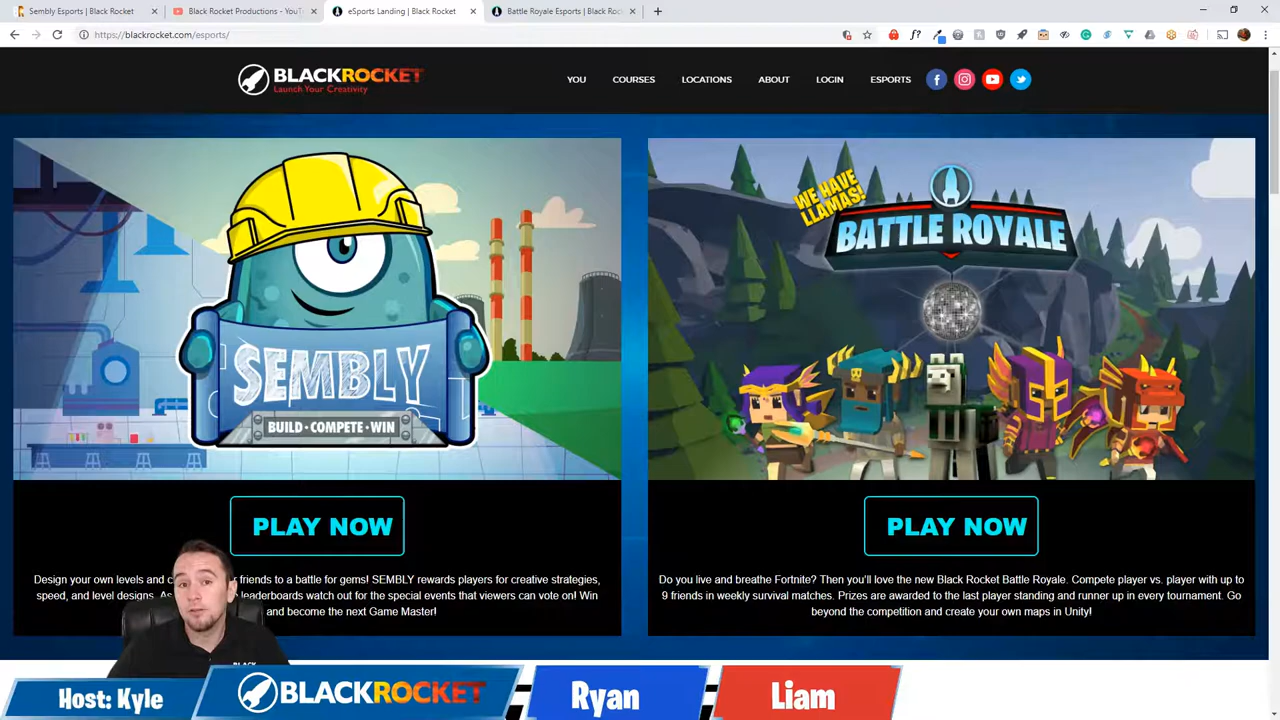 Sembly Esports | Black Rocket
Black Rocket Productions - YouT
eSports Landing | Black Rocket
Battle Royale Esports | Black Roc
https://blackrocket.com/esports/
BLACKROCKET
Launch Your Creativity
YOU
COURSES
LOCATIONS
ABOUT
LOGIN
ESPORTS
SEMBLY
BUILD·COMPETE·WIN
WE HAVE
LLAMAS!
BATTLE ROYALE
PLAY NOW
PLAY NOW
Design your own levels and c r friends to a battle for gems! SEMBLY rewards players for creative strategies,
speed, and level designs. As leaderboards watch out for the special events that viewers can vote on! Win
and become the next Game Master!
Do you live and breathe Fortnite? Then you'll love the new Black Rocket Battle Royale. Compete player vs. player with up to
9 friends in weekly survival matches. Prizes are awarded to the last player standing and runner up in every tournament. Go
beyond the competition and create your own maps in Unity!
Host: Kyle
BLACKROCKET
Ryan
Liam